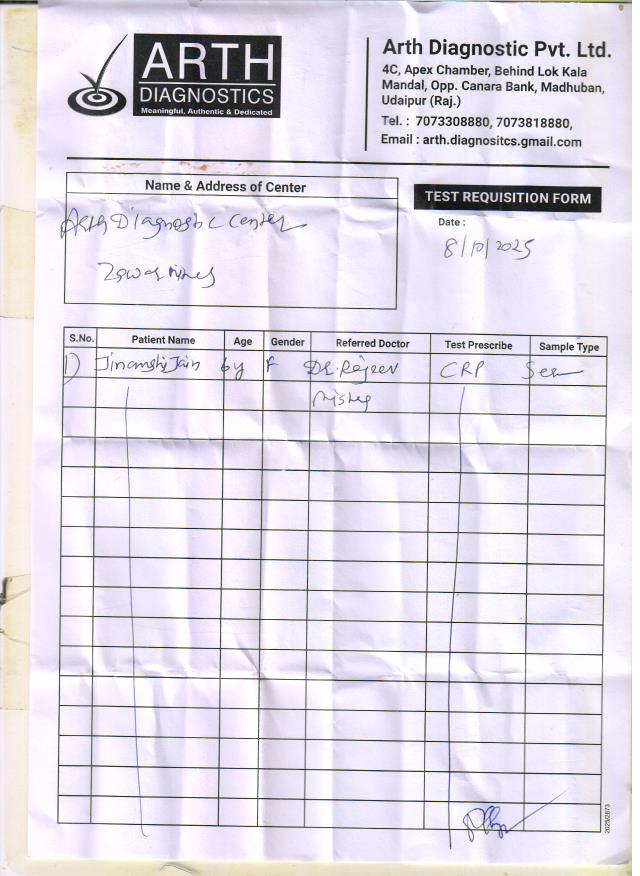 ARTH
DIAGNOSTICS
Meaningful, Authentic & Dedicated
Arth Diagnostic Pvt. Ltd.
4C, Apex Chamber, Behind Lok Kala
Mandal, Opp. Canara Bank, Madhuban,
Udaipur (Raj.)
Tel. : 7073308880, 7073818880,
Email : arth.diagnositcs.gmail.com
Name & Address of Center
Arth Diagnostic Center
Zawar Mines
TEST REQUISITION FORM
Date :
8/10/2025
S.No. Patient Name Age Gender Referred Doctor Test Prescribe Sample Type
1) Jinanshi Jain 6y F Dr. Rajeev CRP
2025/2873